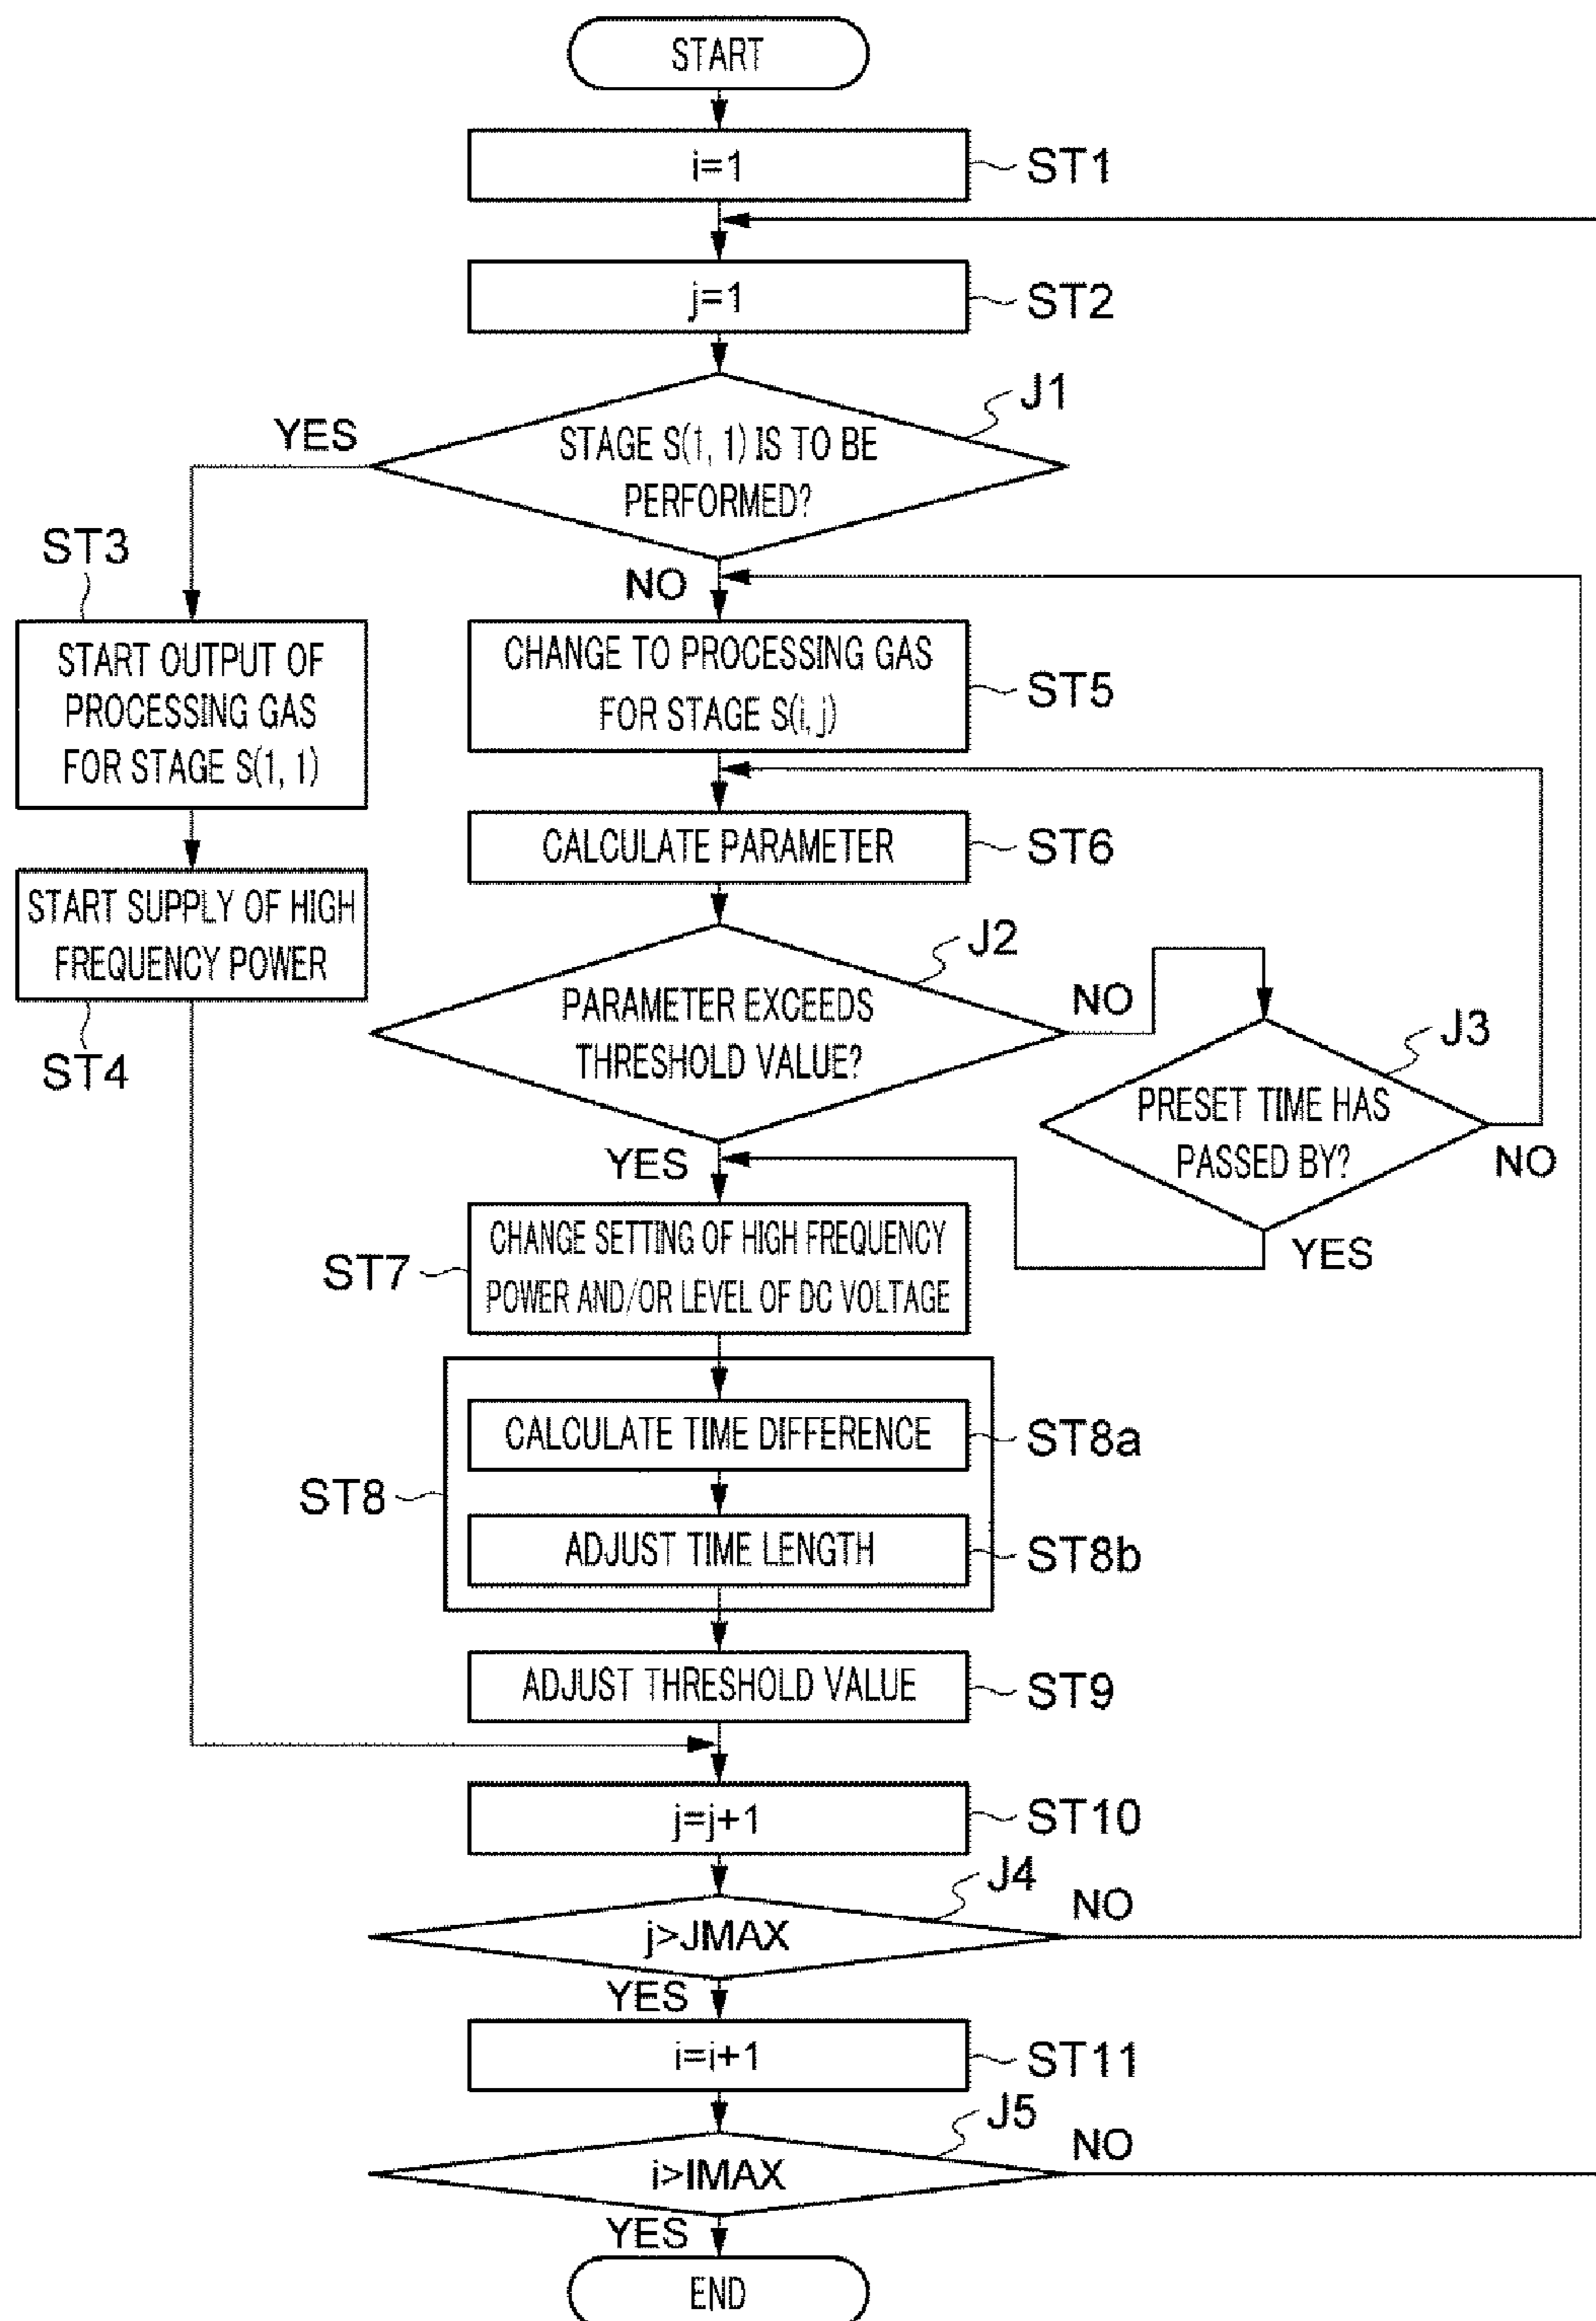 START
i=1
ST1
j=1
ST2
J1
YES
STAGE S(1, 1) IS TO BE
PERFORMED?
ST3
NO
START OUTPUT OF
PROCESSING GAS
FOR STAGE S(1, 1)
CHANGE TO PROCESSING GAS
FOR STAGE S(i, j)
ST5
CALCULATE PARAMETER
ST6
START SUPPLY OF HIGH
FREQUENCY POWER
ST4
J2
PARAMETER EXCEEDS
THRESHOLD VALUE?
NO
J3
PRESET TIME HAS
PASSED BY?
NO
YES
YES
CHANGE SETTING OF HIGH FREQUENCY
POWER AND/OR LEVEL OF DC VOLTAGE
ST7
CALCULATE TIME DIFFERENCE
ST8a
ST8
ADJUST TIME LENGTH
ST8b
ADJUST THRESHOLD VALUE
ST9
j=j+1
ST10
J4
j>JMAX
NO
YES
i=i+1
ST11
J5
i>IMAX
NO
YES
END